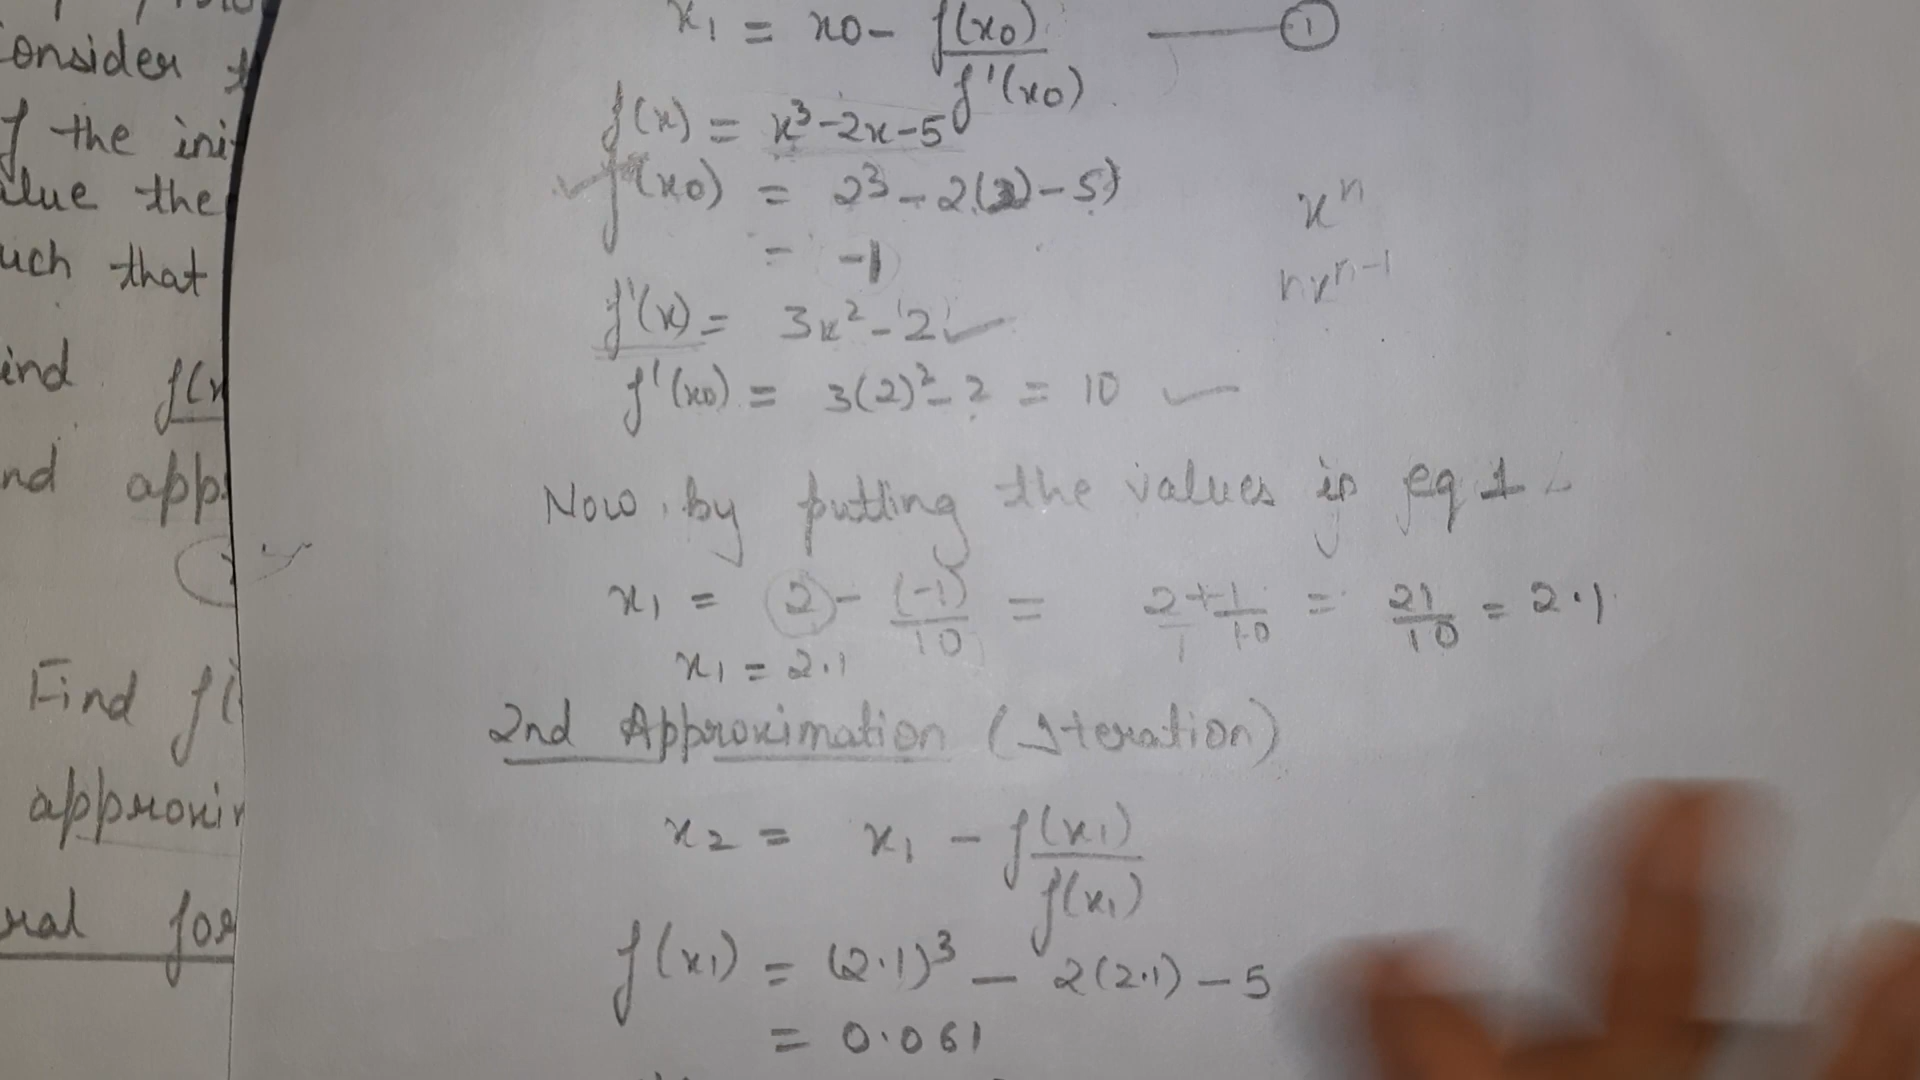 onsider
f the ini
alue the
uch that
ind f(x
nd app
Find f(
approxi
ral for
x1 = x0 - f(x0)/f'(x0) — 1
f(x) = x³-2x-5
f(x0) = 2³-2(2)-5)
= -1
f'(x) = 3x²-2 ✓
f'(x0) = 3(2)²-2 = 10 ✓
xⁿ
nxⁿ⁻¹
Now, by putting the values in eq 1
x1 = 2 - (-1)/10 = 2/1 + 1/10 = 21/10 = 2.1
x1 = 2.1
2nd Approximation (Iteration)
x2 = x1 - f(x1)/f(x1)
f(x1) = (2.1)³ - 2(2.1) - 5
= 0.061